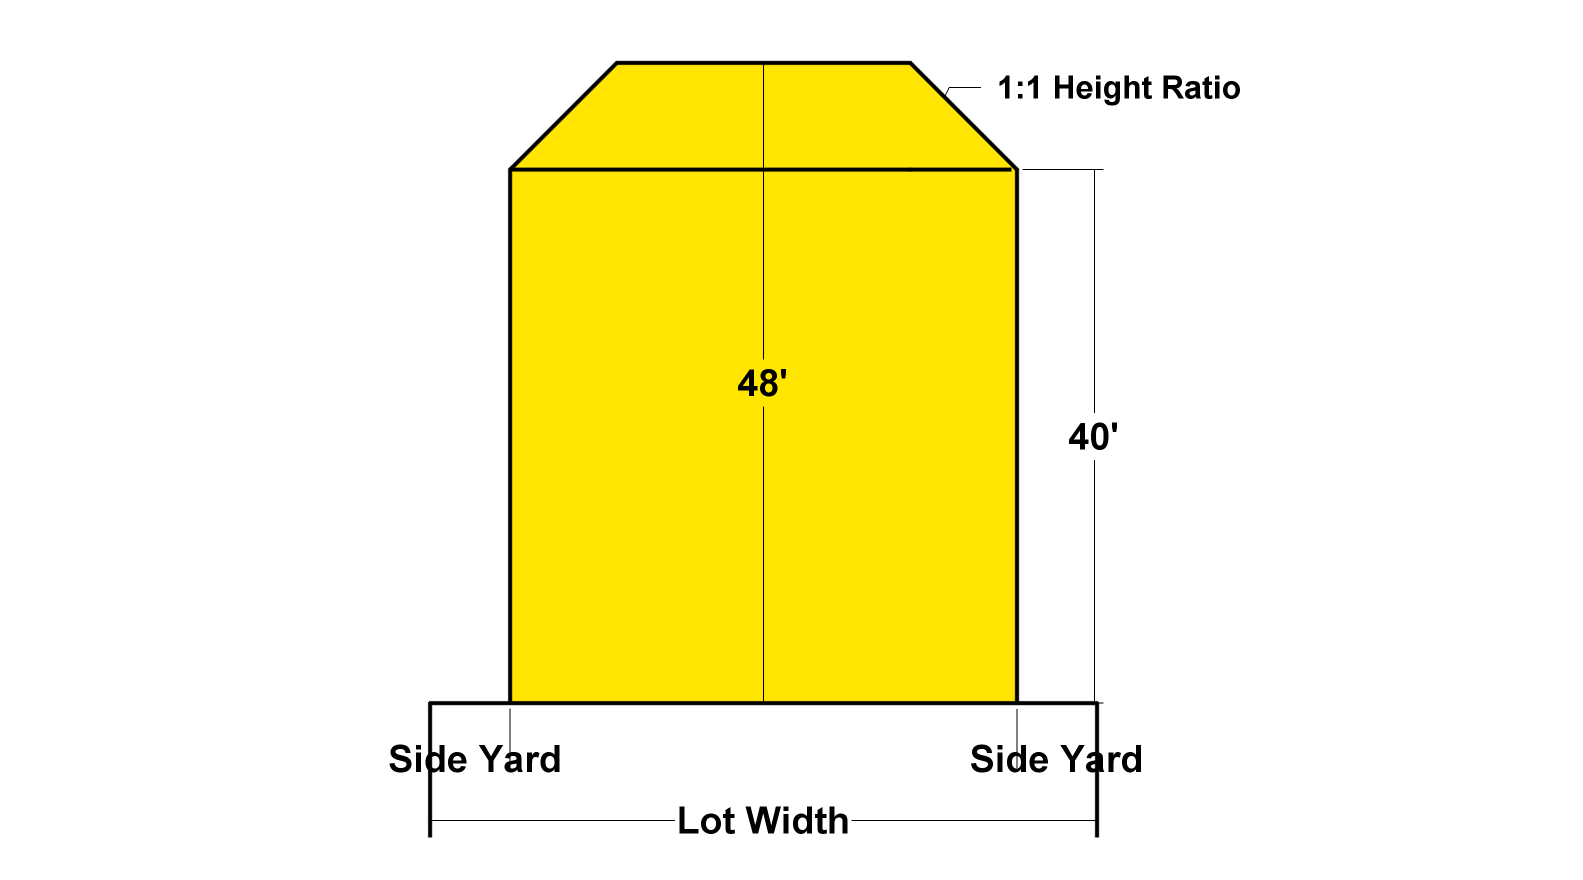 1:1 Height Ratio
48'
40'
Side Yard
Side Yard
Lot Width